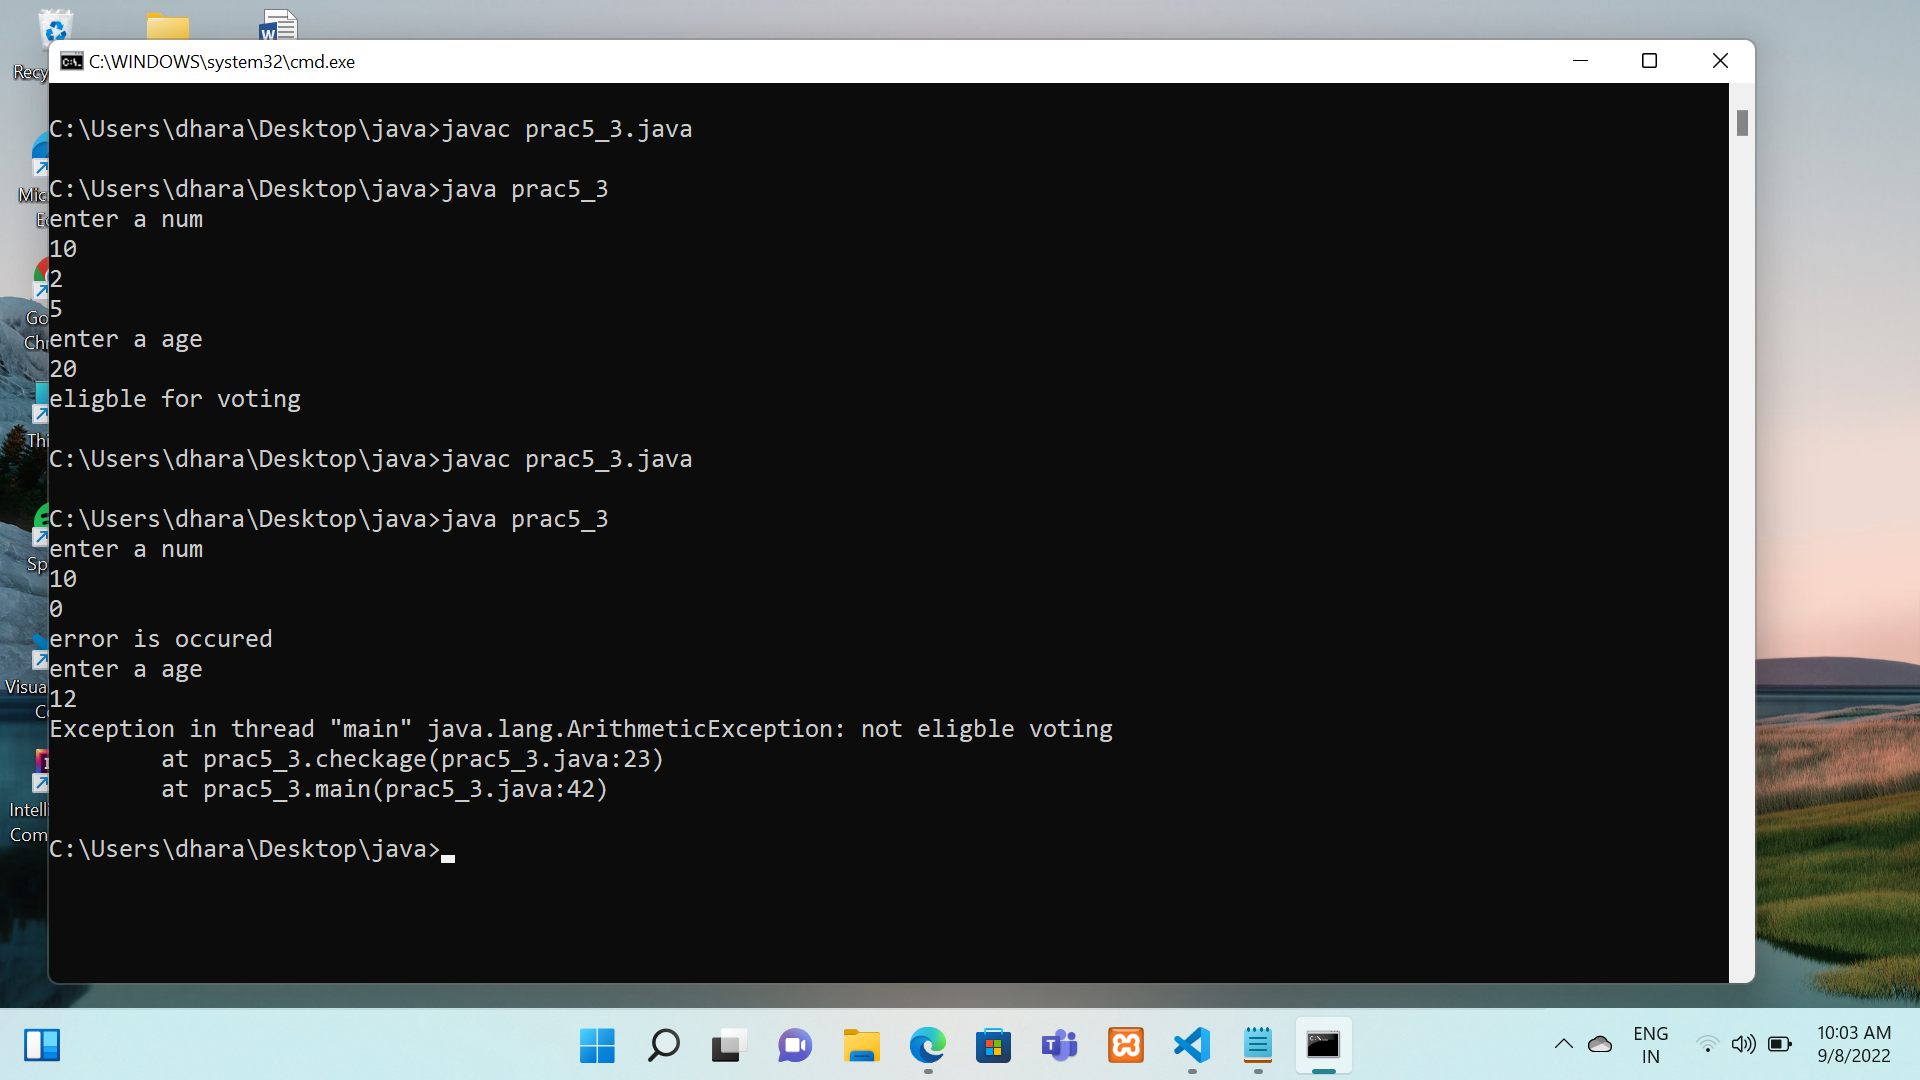 C:\WINDOWS\system32\cmd.exe
C:\Users\dhara\Desktop\java>javac prac5_3.java
C:\Users\dhara\Desktop\java>java prac5_3
enter a num
10
2
5
enter a age
20
eligble for voting
C:\Users\dhara\Desktop\java>javac prac5_3.java
C:\Users\dhara\Desktop\java>java prac5_3
enter a num
10
0
error is occured
enter a age
12
Exception in thread "main" java.lang.ArithmeticException: not eligble voting
at prac5_3.checkage(prac5_3.java:23)
at prac5_3.main(prac5_3.java:42)
C:\Users\dhara\Desktop\java>
Recy
Mic
Go
Chr
Thi
Sp
Visua
Intell
Com
ENG
IN
10:03 AM
9/8/2022